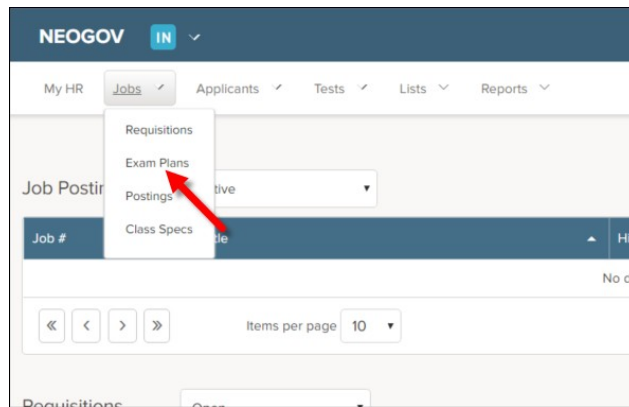 NEOGOV IN
My HR Jobs Applicants Tests Lists Reports
Requisitions
Exam Plans
Job Postin tive
Postings
Class Specs
Job # tle Hi
No d
Items per page 10
Requisitions Open